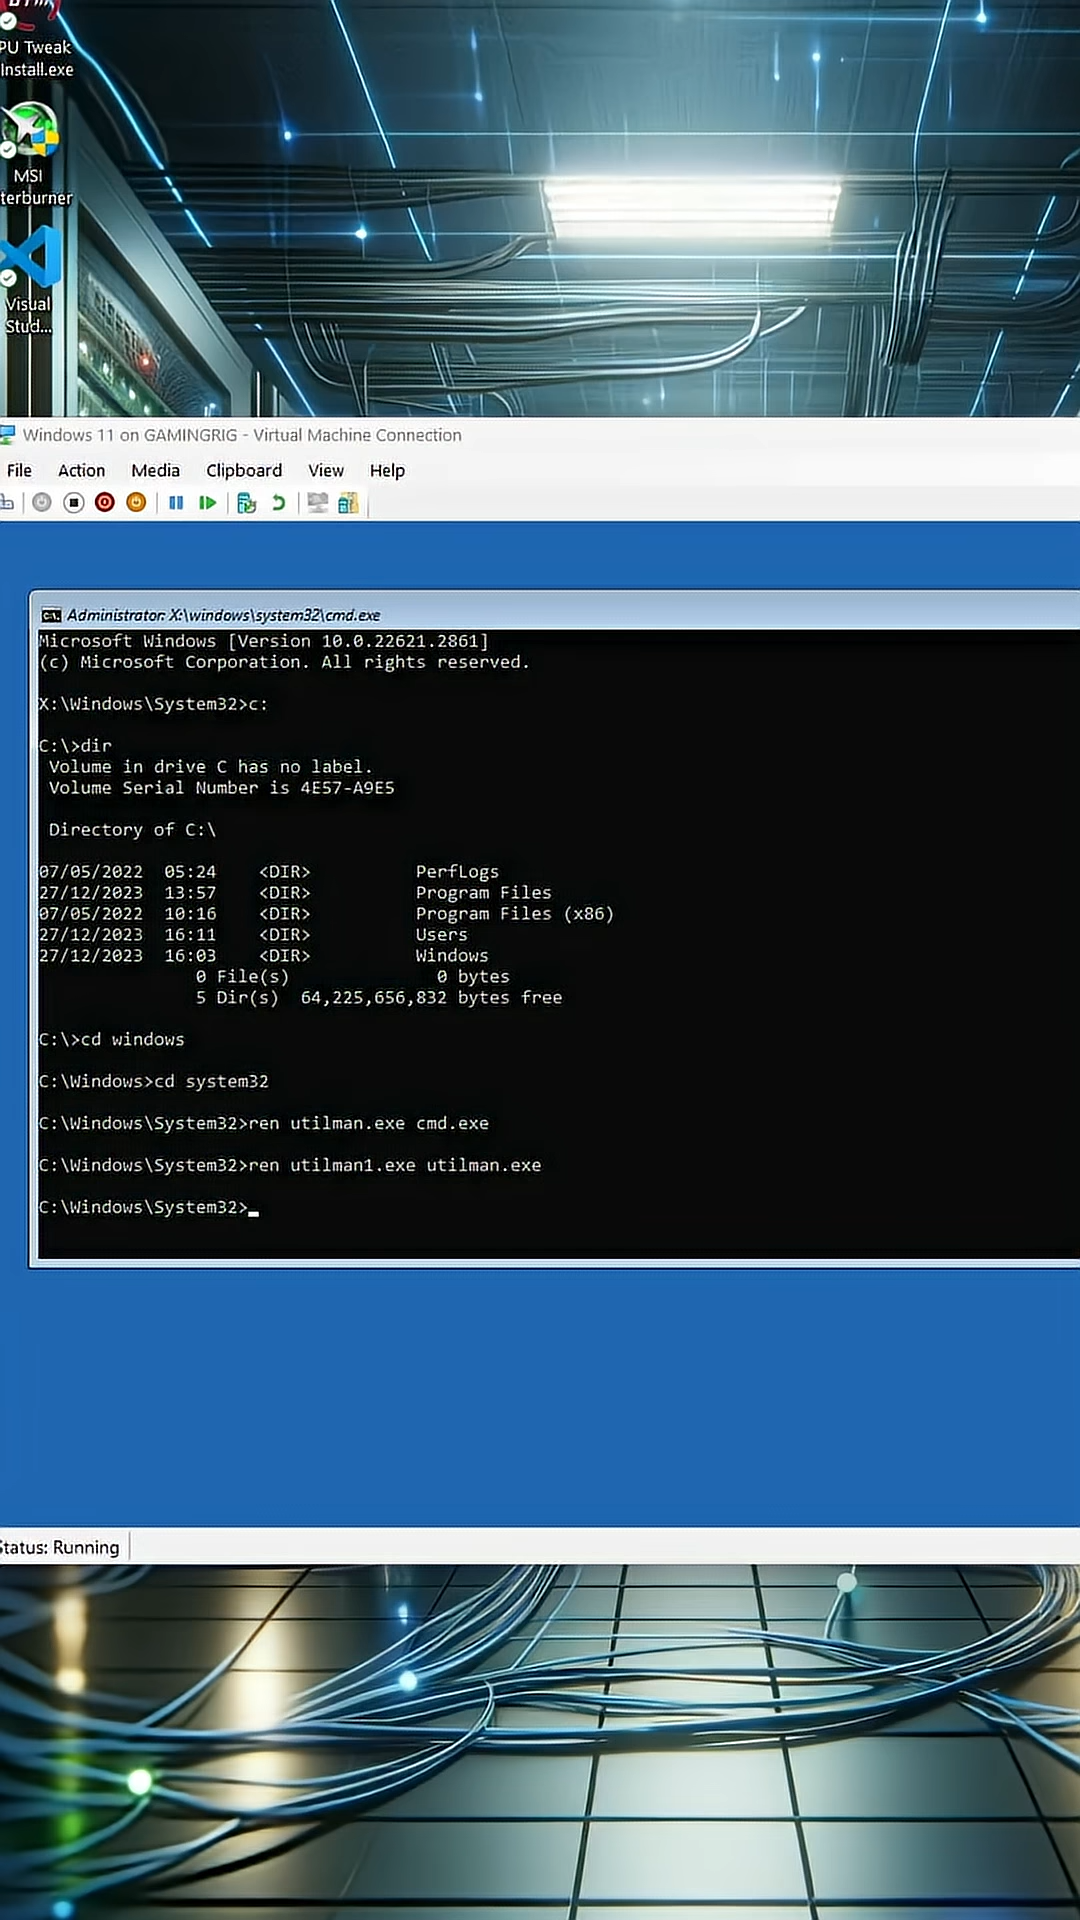 PU Tweak
Install.exe
MSI
terburner
Visual
Stud...
Windows 11 on GAMINGRIG - Virtual Machine Connection
File Action Media Clipboard View Help
Administrator: X:\windows\system32\cmd.exe
Microsoft Windows [Version 10.0.22621.2861]
(c) Microsoft Corporation. All rights reserved.
X:\Windows\System32>c:
C:\>dir
Volume in drive C has no label.
Volume Serial Number is 4E57-A9E5
Directory of C:\
07/05/2022 05:24 <DIR> PerfLogs
27/12/2023 13:57 <DIR> Program Files
07/05/2022 10:16 <DIR> Program Files (x86)
27/12/2023 16:11 <DIR> Users
27/12/2023 16:03 <DIR> Windows
0 File(s) 0 bytes
5 Dir(s) 64,225,656,832 bytes free
C:\>cd windows
C:\Windows>cd system32
C:\Windows\System32>ren utilman.exe cmd.exe
C:\Windows\System32>ren utilman1.exe utilman.exe
C:\Windows\System32>
Status: Running